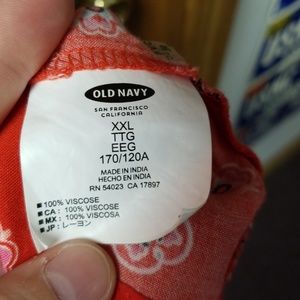 OLD NAVY
SAN FRANCISCO
CALIFORNIA
XXL
TTG
EEG
170/120A
MADE IN INDIA
HECHO EN INDIA
RN 54023 CA 17897
■ 100% VISCOSE
■ CA : 100% VISCOSE
■ MX : 100% VISCOSA
■ JP : レーヨン